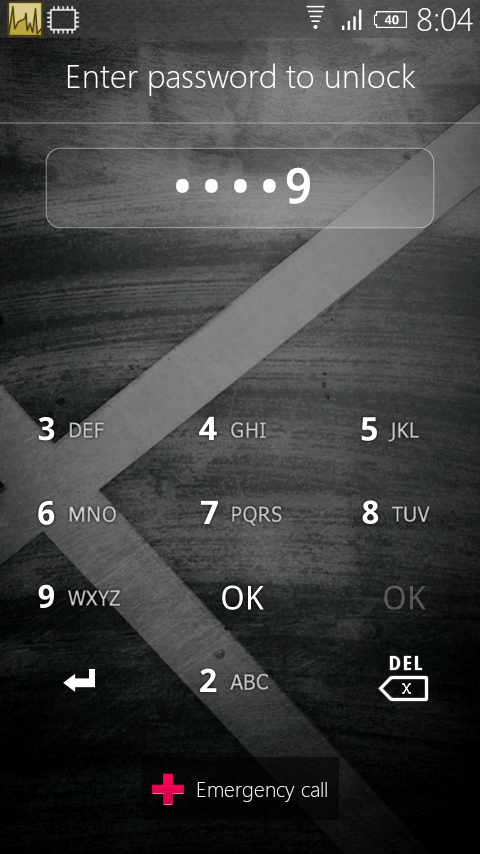 40 8:04
Enter password to unlock
••••9
3 DEF 4 GHI 5 JKL
6 MNO 7 PQRS 8 TUV
9 WXYZ OK OK
2 ABC DEL
X
Emergency call